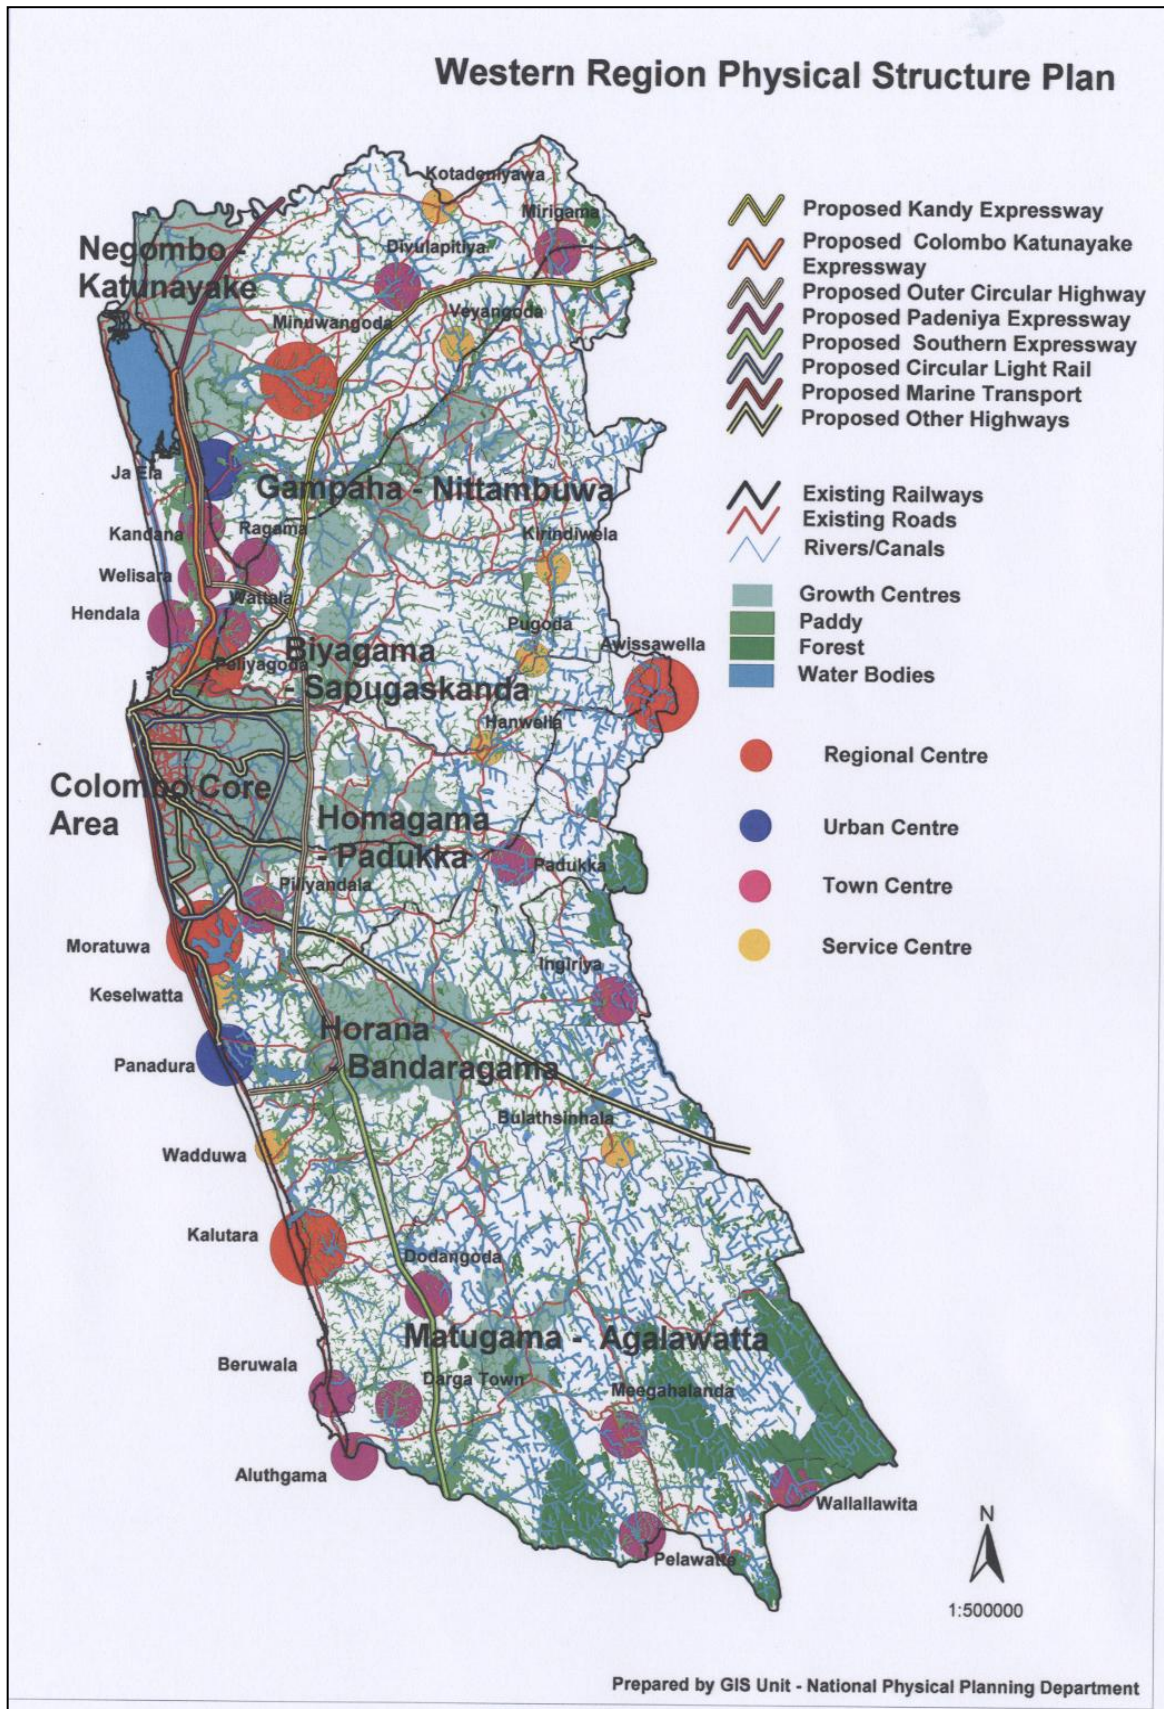 Western Region Physical Structure Plan
Kotadeniyawa
Mirigama
Negombo -
Katunayake
Divulapitiya
Minuwangoda
Veyangoda
Ja Ela
Gampaha - Nittambuwa
Kandana
Ragama
Kirindiwela
Welisara
Wattala
Hendala
Pugoda
Awissawella
Peliyagoda
Biyagama
- Sapugaskanda
Hanwella
Colombo Core
Area
Homagama
- Padukka
Padukka
Piliyandala
Moratuwa
Ingiriya
Keselwatta
Horana
- Bandaragama
Panadura
Bulathsinhala
Wadduwa
Kalutara
Dodangoda
Matugama - Agalawatta
Beruwala
Darga Town
Meegahalanda
Aluthgama
Wallallawita
Pelawatte
Proposed Kandy Expressway
Proposed Colombo Katunayake
Expressway
Proposed Outer Circular Highway
Proposed Padeniya Expressway
Proposed Southern Expressway
Proposed Circular Light Rail
Proposed Marine Transport
Proposed Other Highways
Existing Railways
Existing Roads
Rivers/Canals
Growth Centres
Paddy
Forest
Water Bodies
Regional Centre
Urban Centre
Town Centre
Service Centre
N
1:500000
Prepared by GIS Unit - National Physical Planning Department